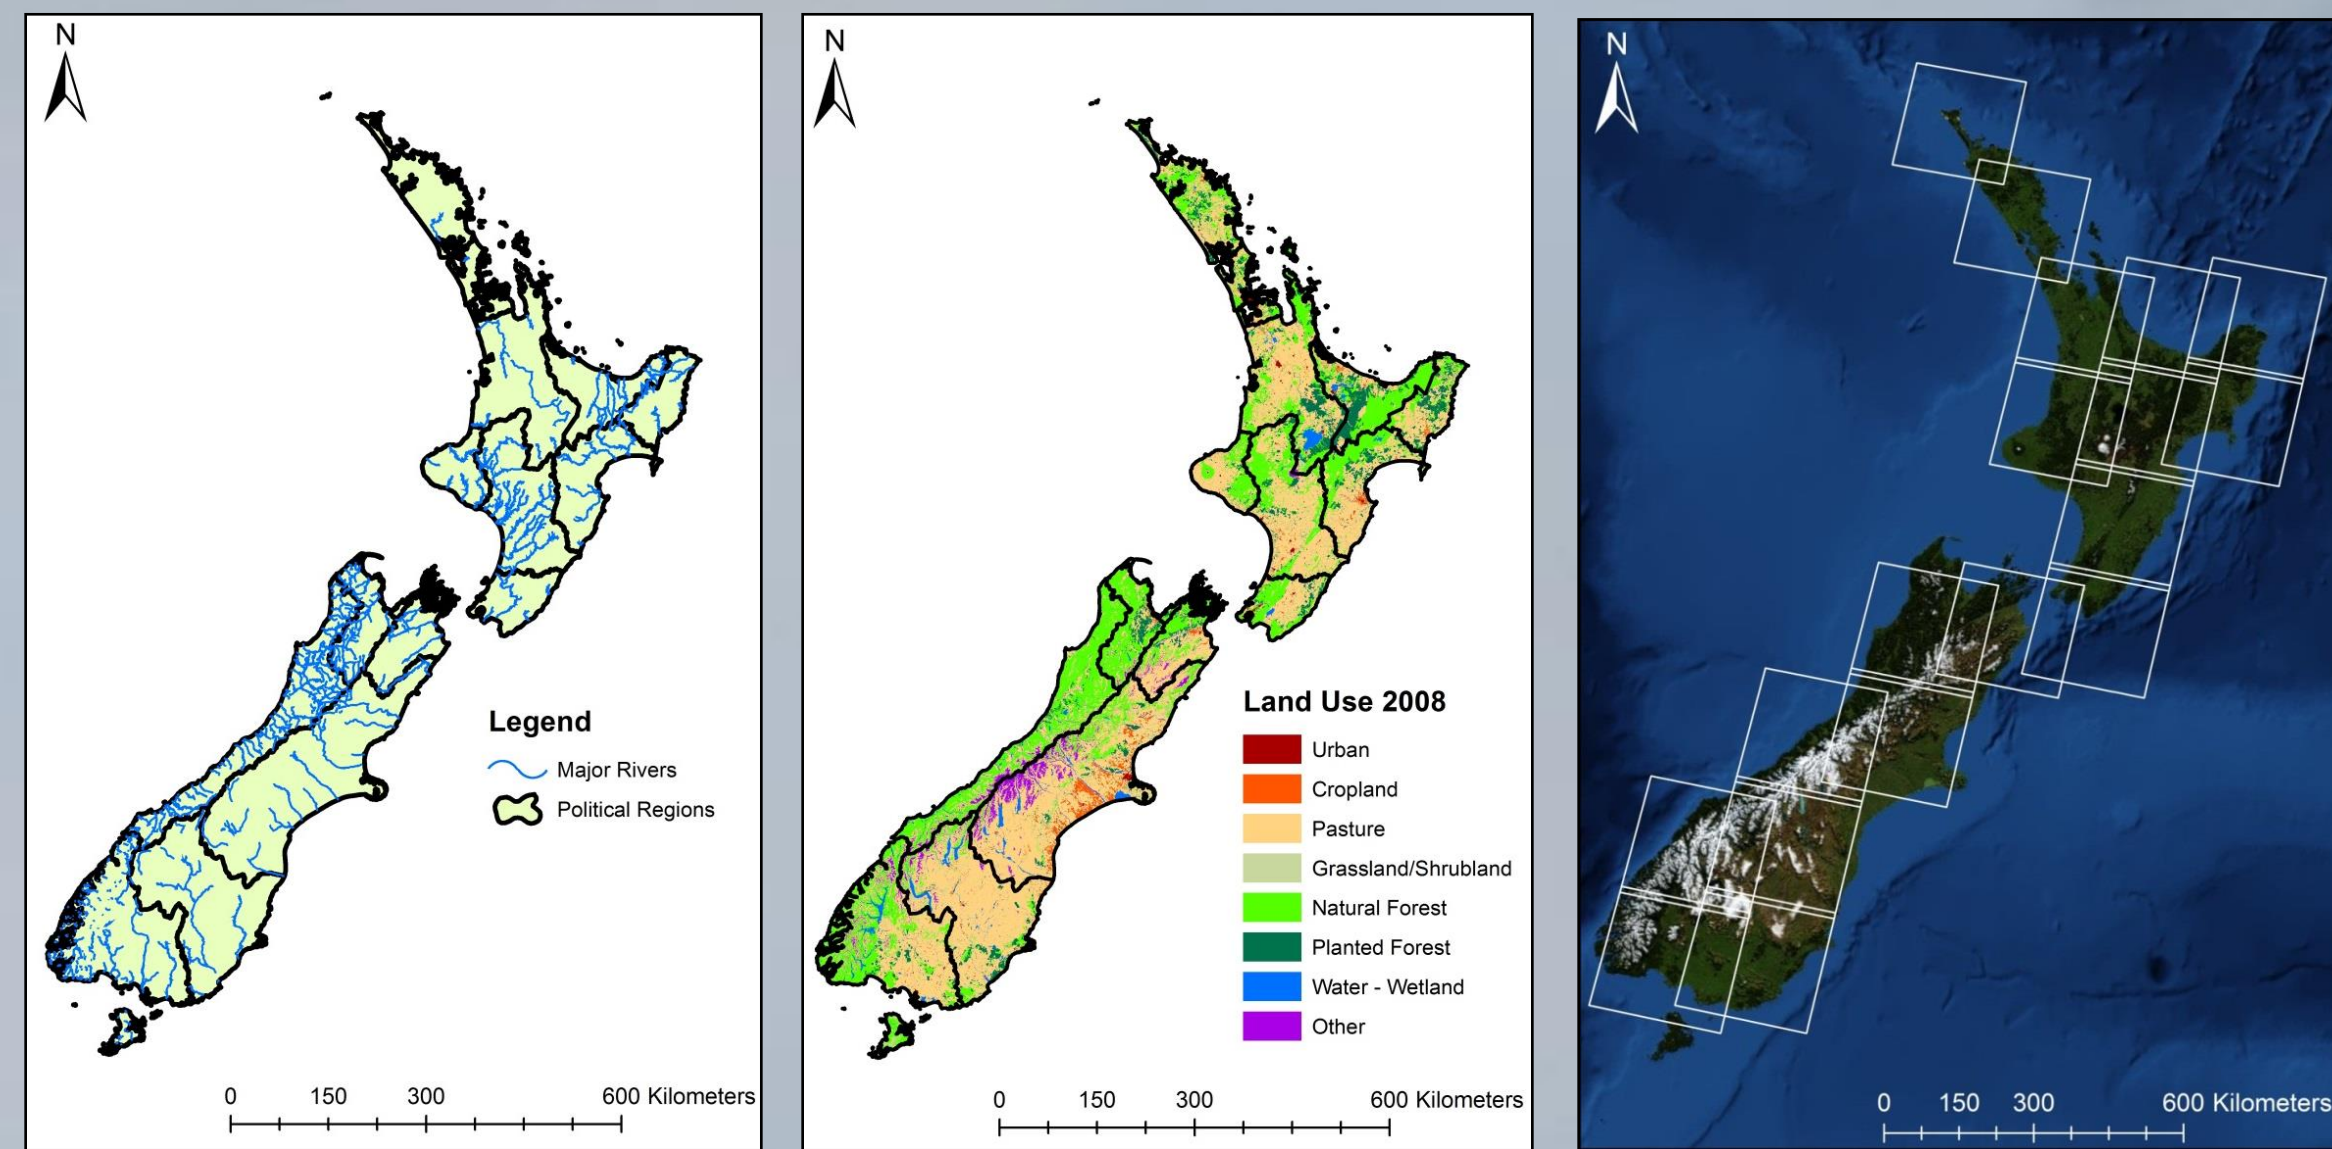 N
Legend
Major Rivers
Political Regions
0 150 300 600 Kilometers
N
Land Use 2008
Urban
Cropland
Pasture
Grassland/Shrubland
Natural Forest
Planted Forest
Water - Wetland
Other
0 150 300 600 Kilometers
N
0 150 300 600 Kilometers